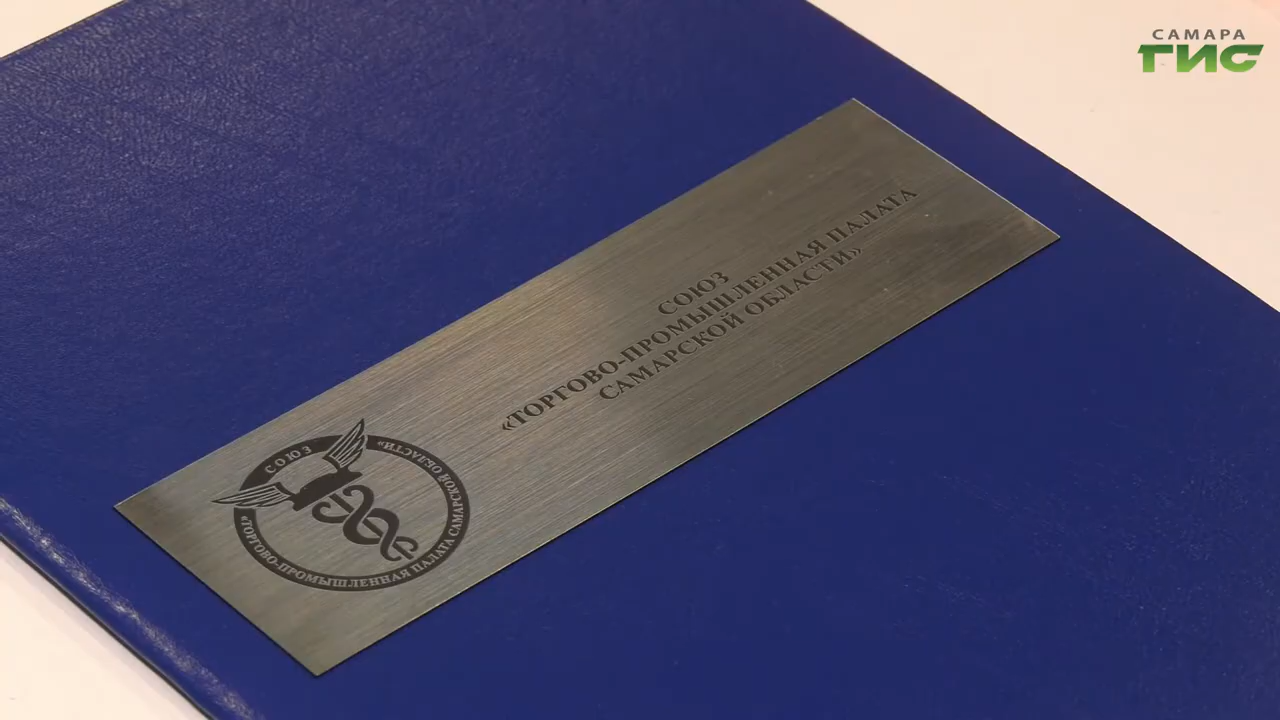 САМАРА
ГИС
СОЮЗ
«ТОРГОВО-ПРОМЫШЛЕННАЯ ПАЛАТА
САМАРСКОЙ ОБЛАСТИ»
СОЮЗ
«ТОРГОВО-ПРОМЫШЛЕННАЯ ПАЛАТА САМАРСКОЙ ОБЛАСТИ»